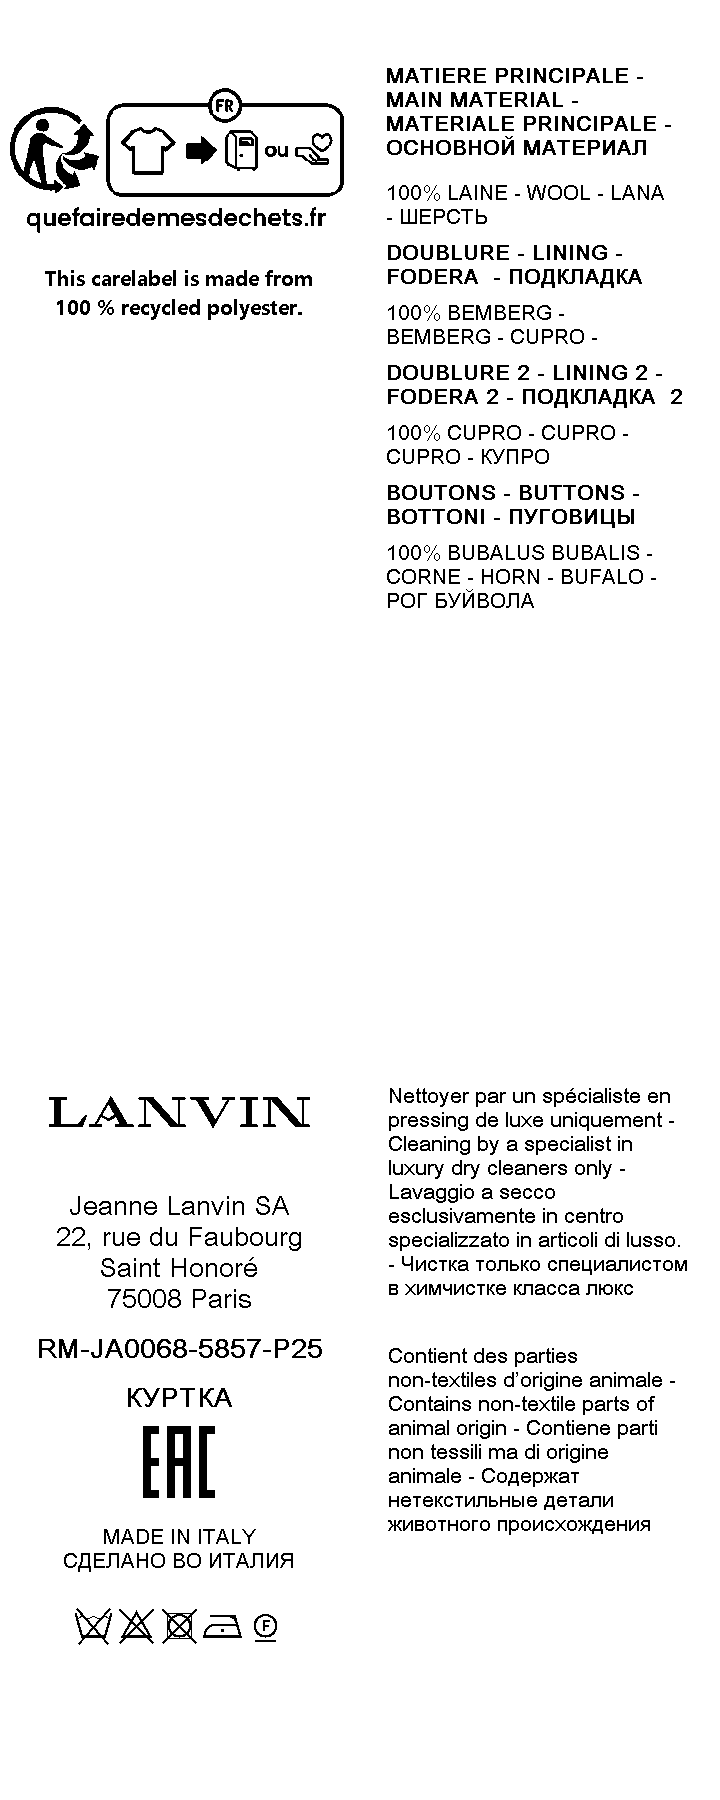 FR
ou
quefairedemesdechets.fr
This carelabel is made from
100 % recycled polyester.
MATIERE PRINCIPALE -
MAIN MATERIAL -
MATERIALE PRINCIPALE -
ОСНОВНОЙ МАТЕРИАЛ
100% LAINE - WOOL - LANA
- ШЕРСТЬ
DOUBLURE - LINING -
FODERA - ПОДКЛАДКА
100% BEMBERG -
BEMBERG - CUPRO -
DOUBLURE 2 - LINING 2 -
FODERA 2 - ПОДКЛАДКА 2
100% CUPRO - CUPRO -
CUPRO - КУПРО
BOUTONS - BUTTONS -
BOTTONI - ПУГОВИЦЫ
100% BUBALUS BUBALIS -
CORNE - HORN - BUFALO -
РОГ БУЙВОЛА
LANVIN
Jeanne Lanvin SA
22, rue du Faubourg
Saint Honoré
75008 Paris
RM-JA0068-5857-P25
КУРТКА
EAC
MADE IN ITALY
СДЕЛАНО ВО ИТАЛИЯ
F
Nettoyer par un spécialiste en
pressing de luxe uniquement -
Cleaning by a specialist in
luxury dry cleaners only -
Lavaggio a secco
esclusivamente in centro
specializzato in articoli di lusso.
- Чистка только специалистом
в химчистке класса люкс
Contient des parties
non-textiles d’origine animale -
Contains non-textile parts of
animal origin - Contiene parti
non tessili ma di origine
animale - Содержат
нетекстильные детали
животного происхождения